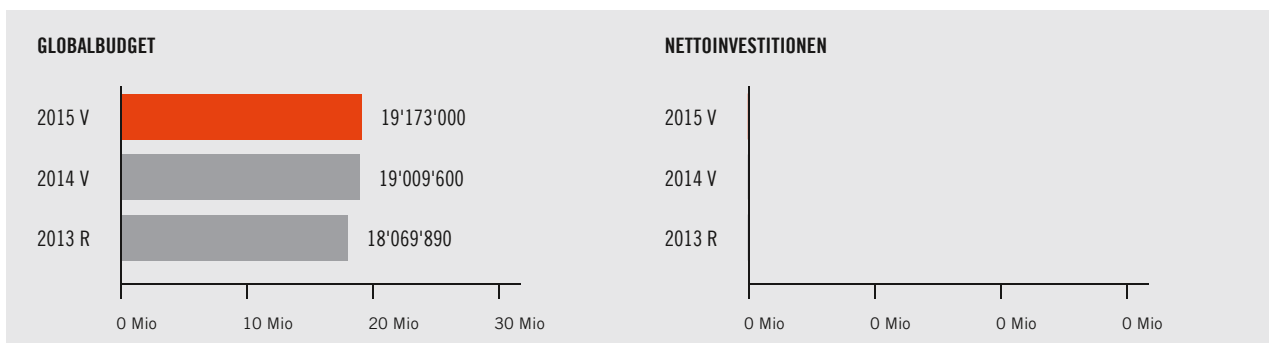 GLOBALBUDGET
2015 V 19'173'000
2014 V 19'009'600
2013 R 18'069'890
0 Mio 10 Mio 20 Mio 30 Mio
NETTOINVESTITIONEN
2015 V
2014 V
2013 R
0 Mio 0 Mio 0 Mio 0 Mio